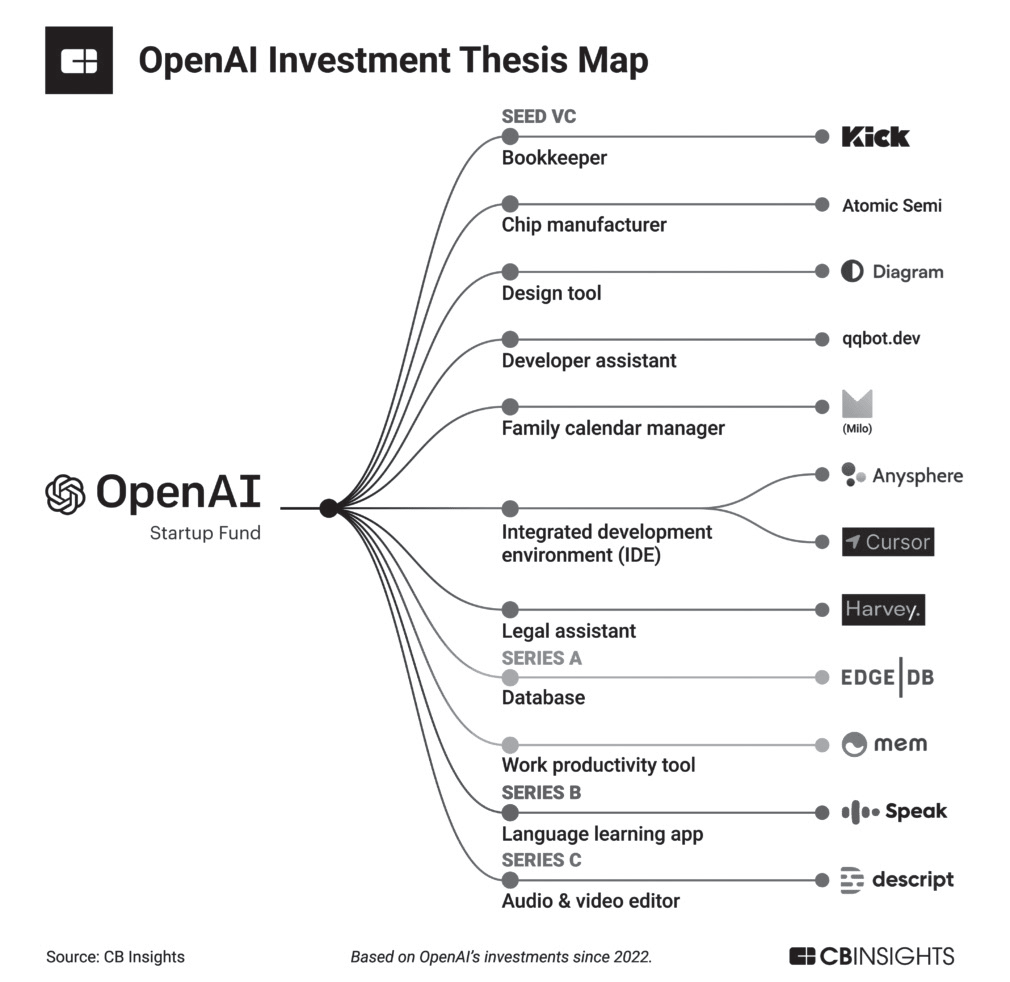 OpenAI Investment Thesis Map
SEED VC
Bookkeeper
Kick
Chip manufacturer
Atomic Semi
Design tool
Diagram
Developer assistant
qqbot.dev
Family calendar manager
(Milo)
OpenAI
Startup Fund
Integrated development
environment (IDE)
Anysphere
Cursor
Legal assistant
Harvey.
SERIES A
Database
EDGE|DB
Work productivity tool
mem
SERIES B
Language learning app
Speak
SERIES C
Audio & video editor
descript
Source: CB Insights
Based on OpenAI's investments since 2022.
CBINSIGHTS